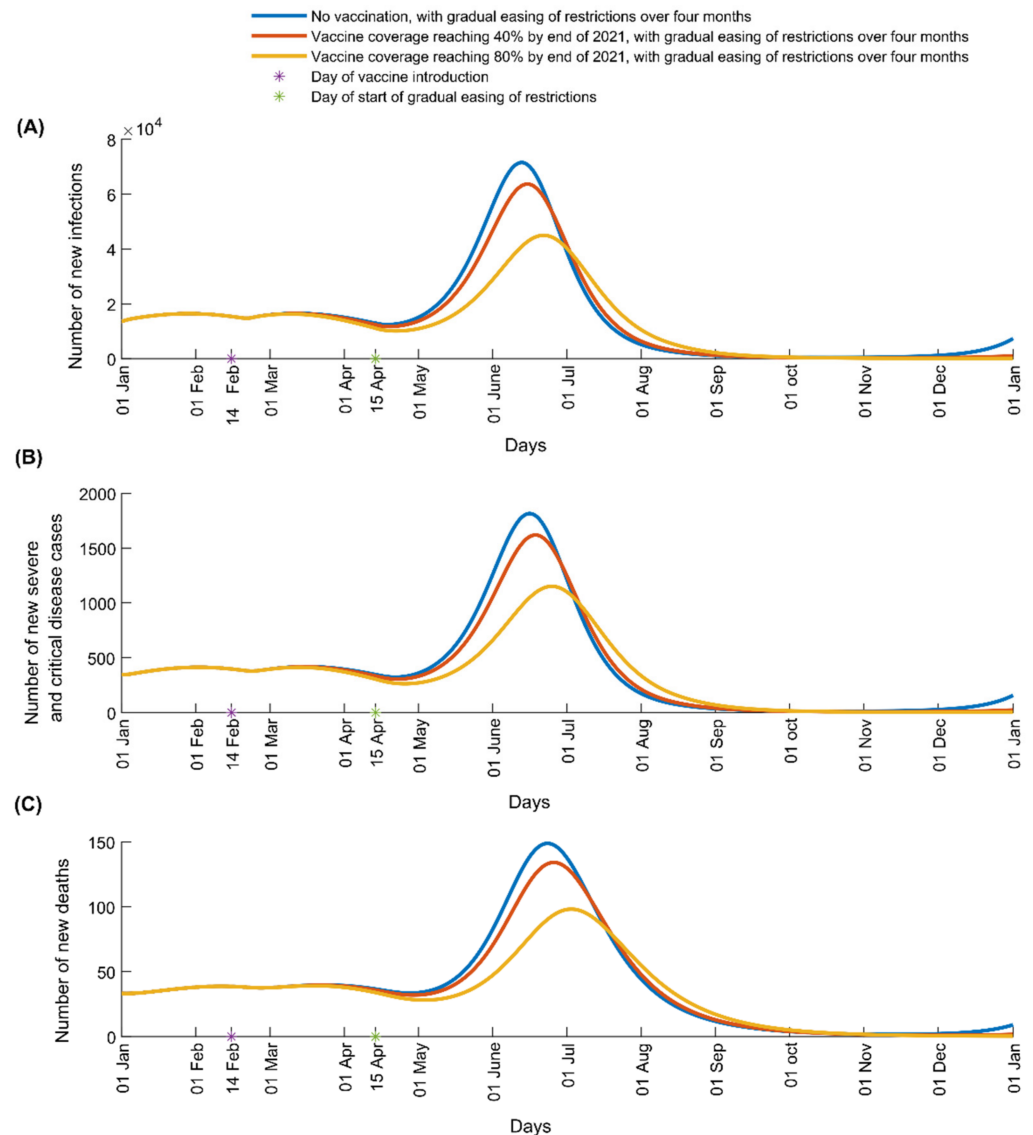 No vaccination, with gradual easing of restrictions over four months
Vaccine coverage reaching 40% by end of 2021, with gradual easing of restrictions over four months
Vaccine coverage reaching 80% by end of 2021, with gradual easing of restrictions over four months
Day of vaccine introduction
Day of start of gradual easing of restrictions
(A)
×10⁴
8
6
4
2
0
Number of new infections
01 Jan
01 Feb
14 Feb
01 Mar
01 Apr
15 Apr
01 May
01 June
01 Jul
01 Aug
01 Sep
01 oct
01 Nov
01 Dec
01 Jan
Days
(B)
2000
1500
1000
500
0
Number of new severe
and critical disease cases
01 Jan
01 Feb
14 Feb
01 Mar
01 Apr
15 Apr
01 May
01 June
01 Jul
01 Aug
01 Sep
01 oct
01 Nov
01 Dec
01 Jan
Days
(C)
150
100
50
0
Number of new deaths
01 Jan
01 Feb
14 Feb
01 Mar
01 Apr
15 Apr
01 May
01 June
01 Jul
01 Aug
01 Sep
01 oct
01 Nov
01 Dec
01 Jan
Days